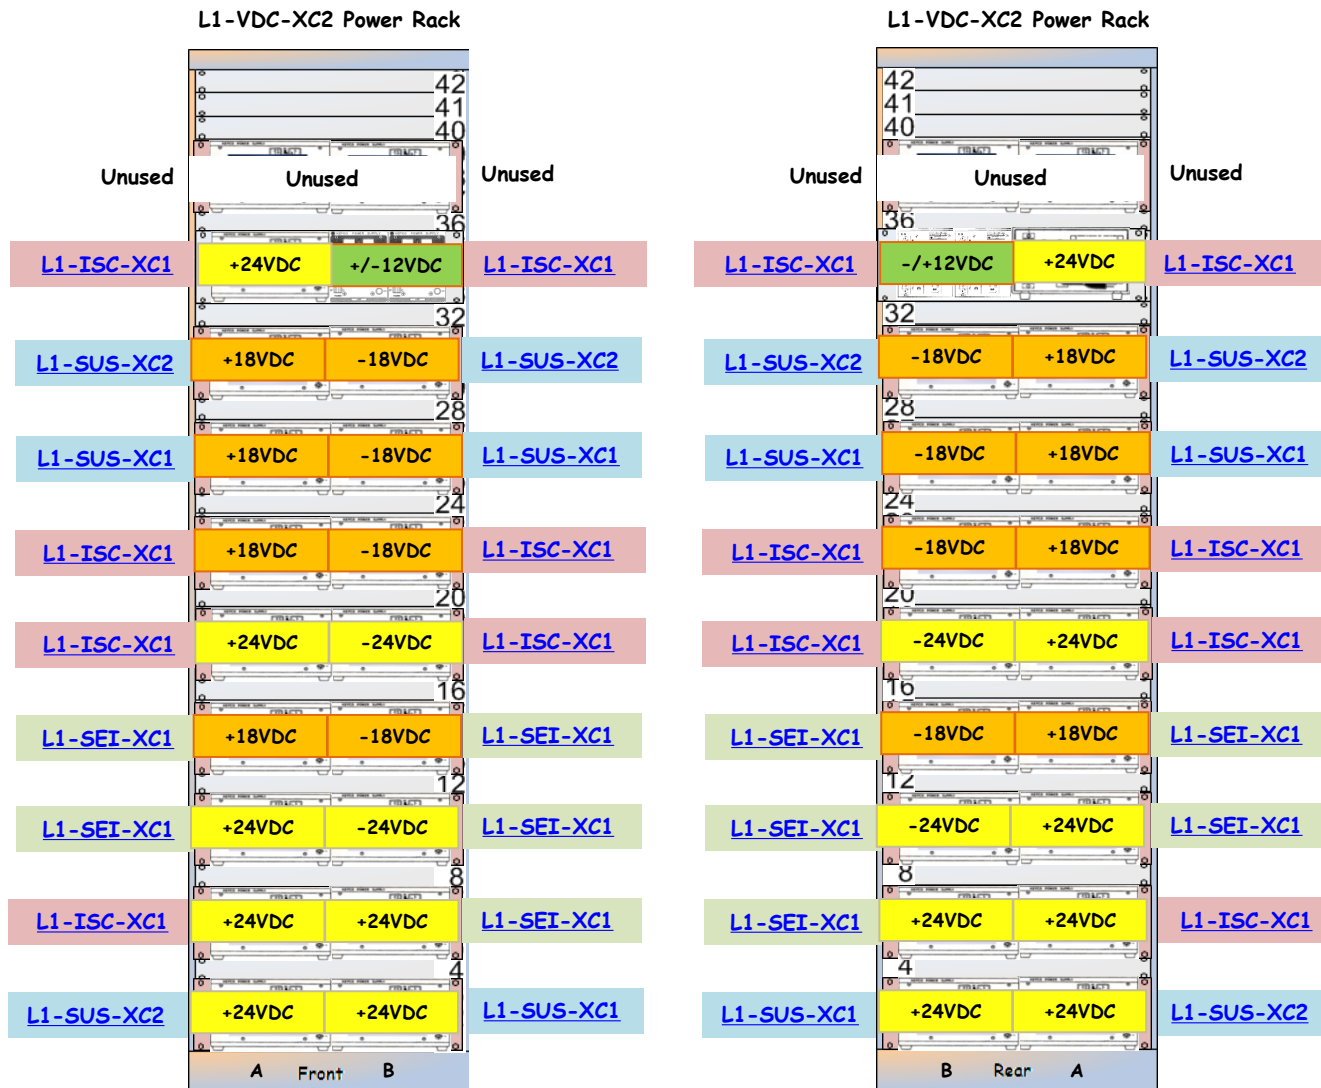 L1-VDC-XC2 Power Rack
42
41
40
Unused Unused Unused
36
L1-ISC-XC1 +24VDC +/-12VDC L1-ISC-XC1
32
L1-SUS-XC2 +18VDC -18VDC L1-SUS-XC2
28
L1-SUS-XC1 +18VDC -18VDC L1-SUS-XC1
24
L1-ISC-XC1 +18VDC -18VDC L1-ISC-XC1
20
L1-ISC-XC1 +24VDC -24VDC L1-ISC-XC1
16
L1-SEI-XC1 +18VDC -18VDC L1-SEI-XC1
12
L1-SEI-XC1 +24VDC -24VDC L1-SEI-XC1
8
L1-ISC-XC1 +24VDC +24VDC L1-SEI-XC1
4
L1-SUS-XC2 +24VDC +24VDC L1-SUS-XC1
A Front B
L1-VDC-XC2 Power Rack
42
41
40
Unused Unused Unused
36
L1-ISC-XC1 -/+12VDC +24VDC L1-ISC-XC1
32
L1-SUS-XC2 -18VDC +18VDC L1-SUS-XC2
28
L1-SUS-XC1 -18VDC +18VDC L1-SUS-XC1
24
L1-ISC-XC1 -18VDC +18VDC L1-ISC-XC1
20
L1-ISC-XC1 -24VDC +24VDC L1-ISC-XC1
16
L1-SEI-XC1 -18VDC +18VDC L1-SEI-XC1
12
L1-SEI-XC1 -24VDC +24VDC L1-SEI-XC1
8
L1-SEI-XC1 +24VDC +24VDC L1-ISC-XC1
4
L1-SUS-XC1 +24VDC +24VDC L1-SUS-XC2
B Rear A